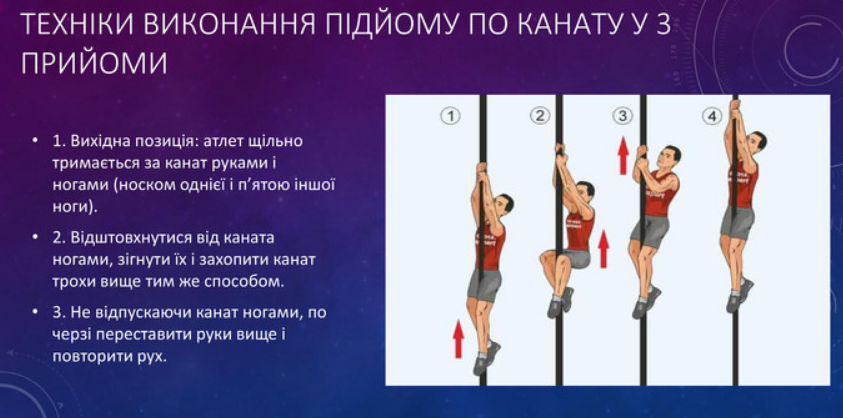 ТЕХНІКИ ВИКОНАННЯ ПІДЙОМУ ПО КАНАТУ У 3
ПРИЙОМИ
• 1. Вихідна позиція: атлет щільно
тримається за канат руками і
ногами (носком однієї і п’ятою іншої
ноги).
• 2. Відштовхнутися від каната
ногами, зігнути їх і захопити канат
трохи вище тим же способом.
• 3. Не відпускаючи канат ногами, по
черзі переставити руки вище і
повторити рух.
1 2 3 4